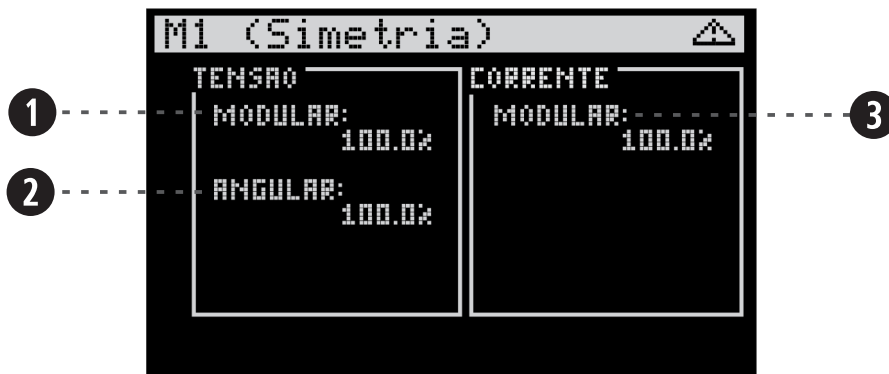 M1 (Simetria)
TENSAO
MODULAR:
100.0%
ANGULAR:
100.0%
CORRENTE
MODULAR:
100.0%
1
2
3